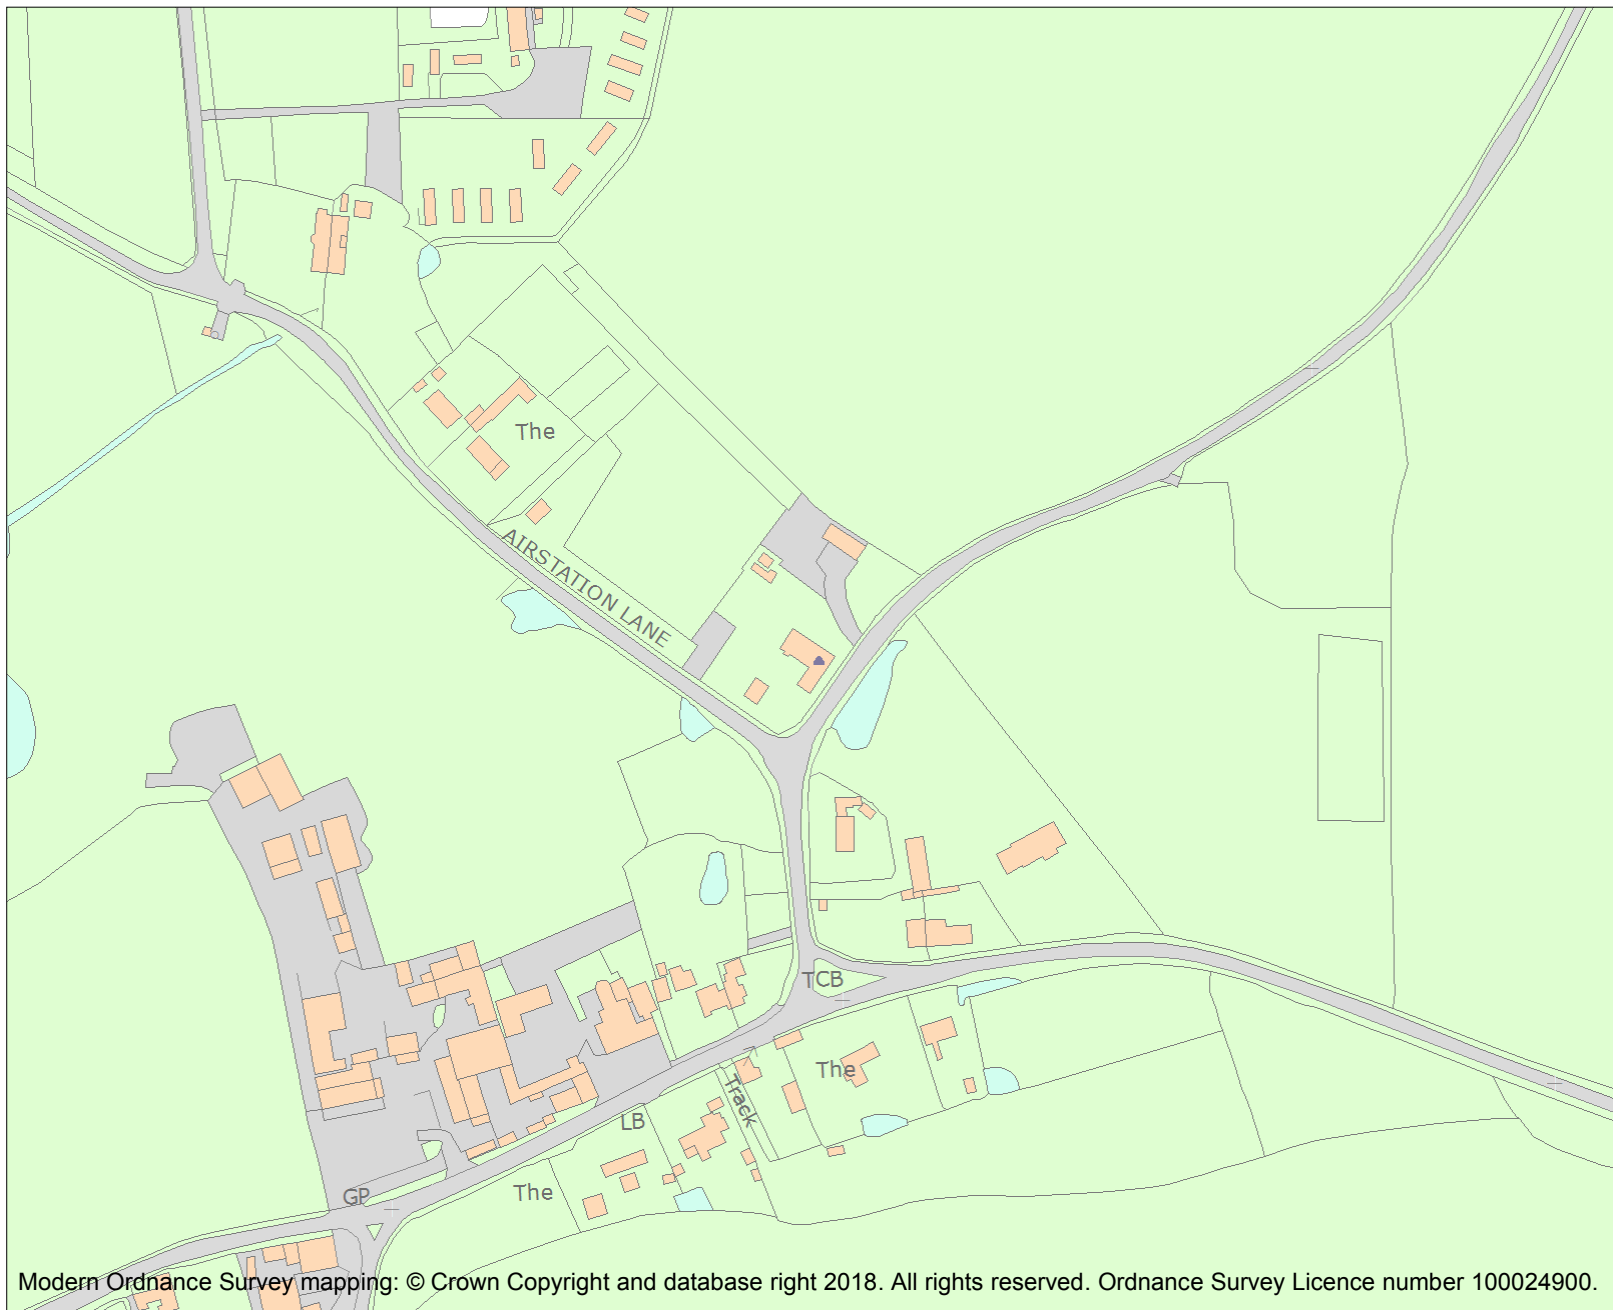 The
AIRSTATION LANE
TCB
The
Track
LB
The
GP
Modern Ordnance Survey mapping: © Crown Copyright and database right 2018. All rights reserved. Ordnance Survey Licence number 100024900.